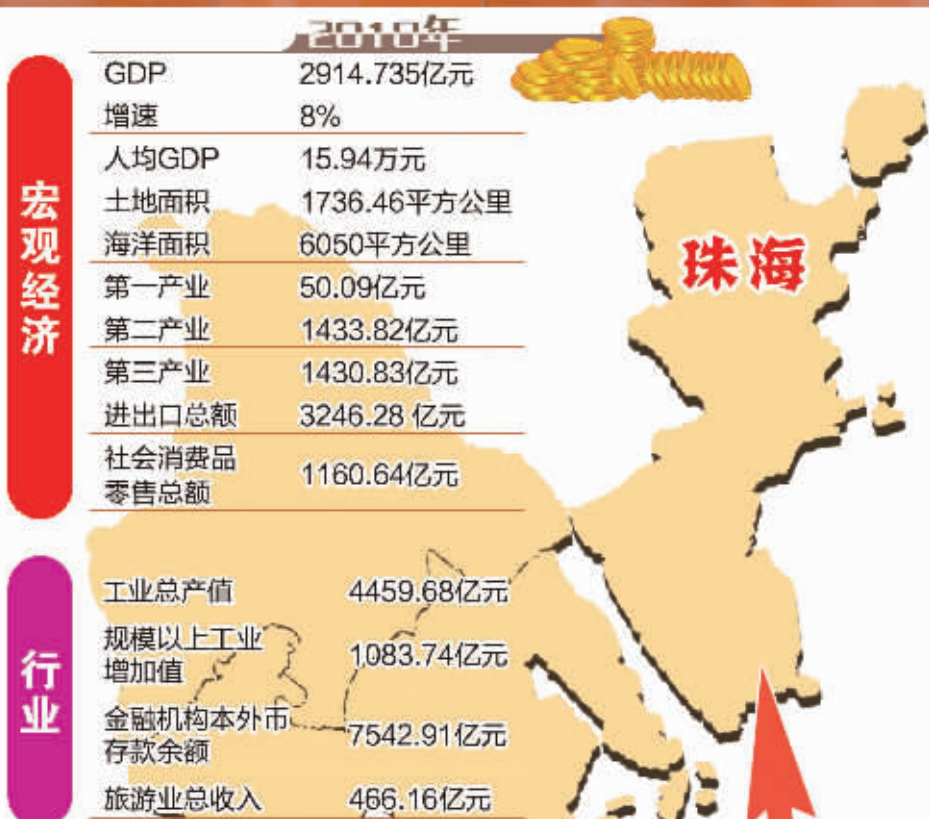 2018年
宏观经济
GDP 2914.735亿元
增速 8%
人均GDP 15.94万元
土地面积 1736.46平方公里
海洋面积 6050平方公里
第一产业 50.09亿元
第二产业 1433.82亿元
第三产业 1430.83亿元
进出口总额 3246.28 亿元
社会消费品
零售总额 1160.64亿元
珠海
行业
工业总产值 4459.68亿元
规模以上工业
增加值 1083.74亿元
金融机构本外币
存款余额 7542.91亿元
旅游业总收入 466.16亿元